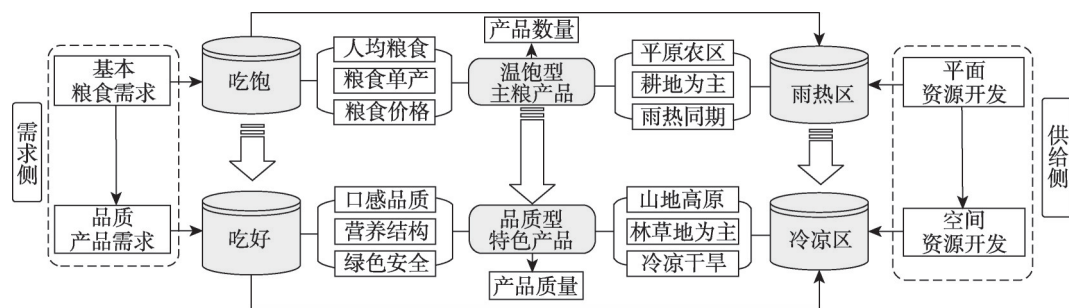 产品数量
人均粮食
平原农区
基本
粮食需求
吃饱
粮食单产
温饱型
主粮产品
耕地为主
雨热区
平面
资源开发
粮食价格
雨热同期
需求侧
供给侧
口感品质
山地高原
品质
产品需求
吃好
营养结构
品质型
特色产品
林草地为主
冷凉区
空间
资源开发
绿色安全
冷凉干旱
产品质量